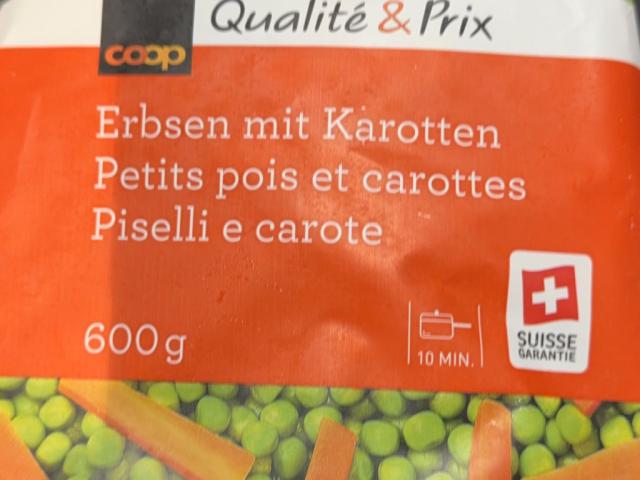 Qualité & Prix
coop
Erbsen mit Karotten
Petits pois et carottes
Piselli e carote
600g
10 MIN.
SUISSE
GARANTIE